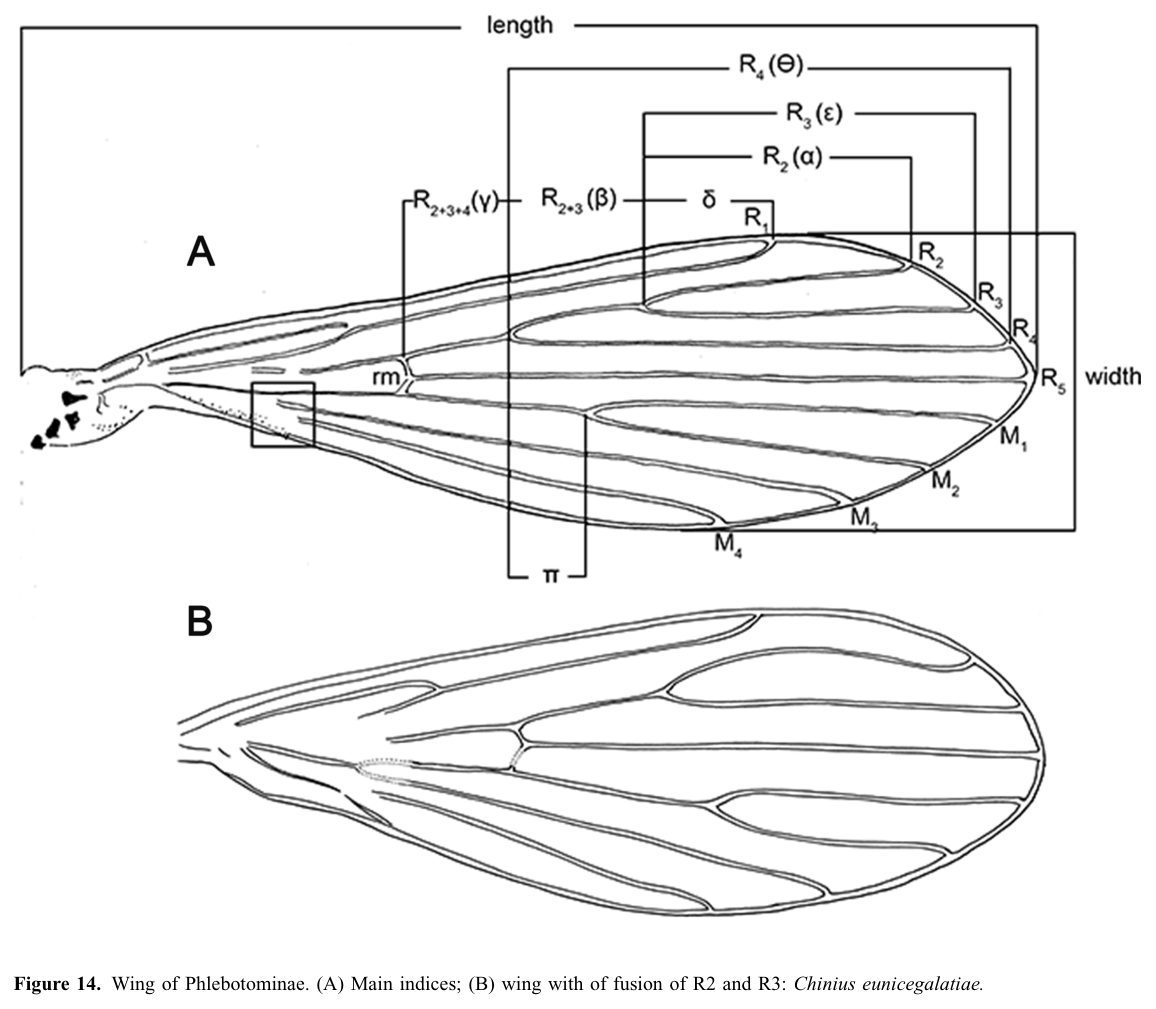 length
R₄(Ɵ)
R₃(ε)
R₂(α)
R₂₊₃₊₄(γ) R₂₊₃(β) δ
R₁
A
R₂
R₃
R₄
rm
R₅ width
M₁
M₂
M₃
M₄
π
B
Figure 14. Wing of Phlebotominae. (A) Main indices; (B) wing with of fusion of R2 and R3: Chinius eunicegalatiae.